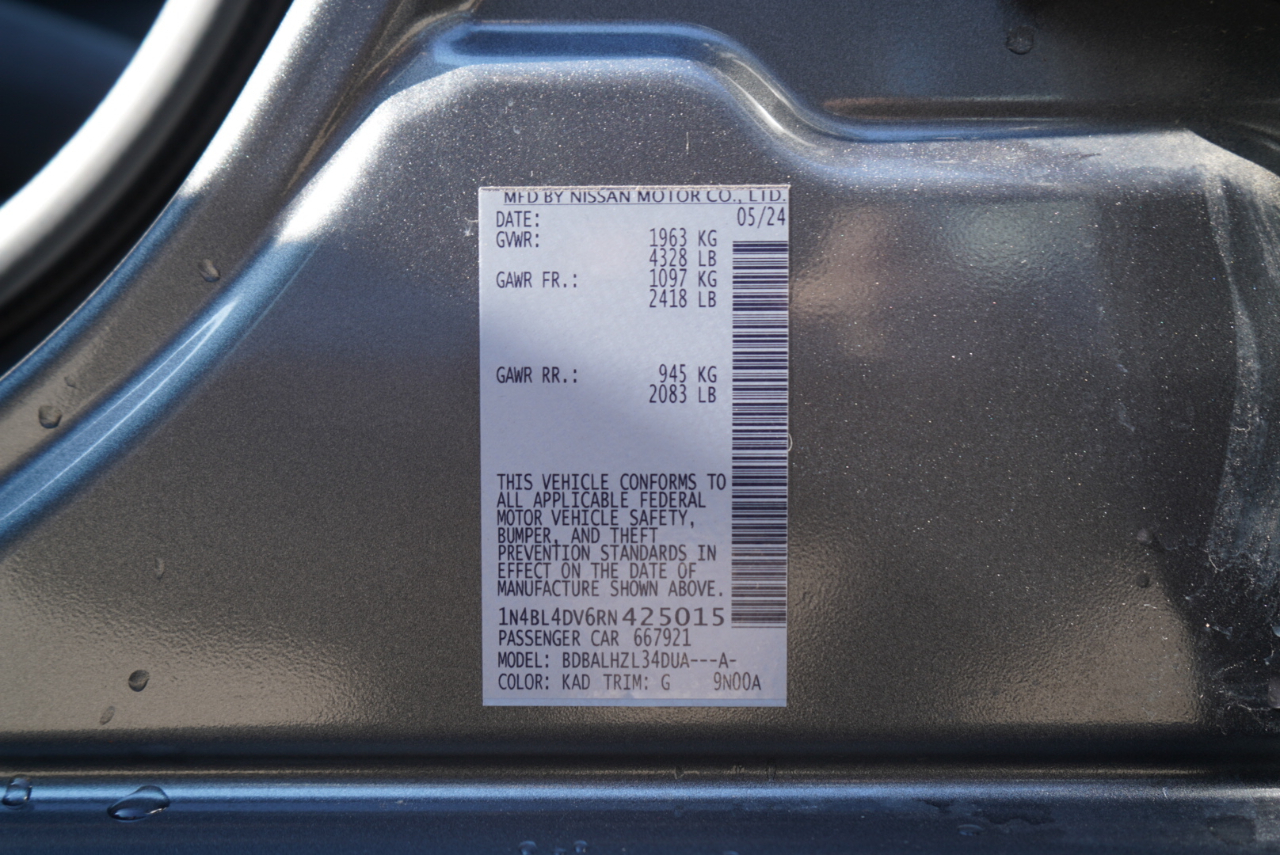 MFD BY NISSAN MOTOR CO., LTD.
DATE: 05/24
GVWR: 1963 KG
4328 LB
GAWR FR.: 1097 KG
2418 LB
GAWR RR.: 945 KG
2083 LB
THIS VEHICLE CONFORMS TO
ALL APPLICABLE FEDERAL
MOTOR VEHICLE SAFETY,
BUMPER, AND THEFT
PREVENTION STANDARDS IN
EFFECT ON THE DATE OF
MANUFACTURE SHOWN ABOVE.
1N4BL4DV6RN425015
PASSENGER CAR 667921
MODEL: BDBALHZL34DUA---A-
COLOR: KAD TRIM: G 9N00A